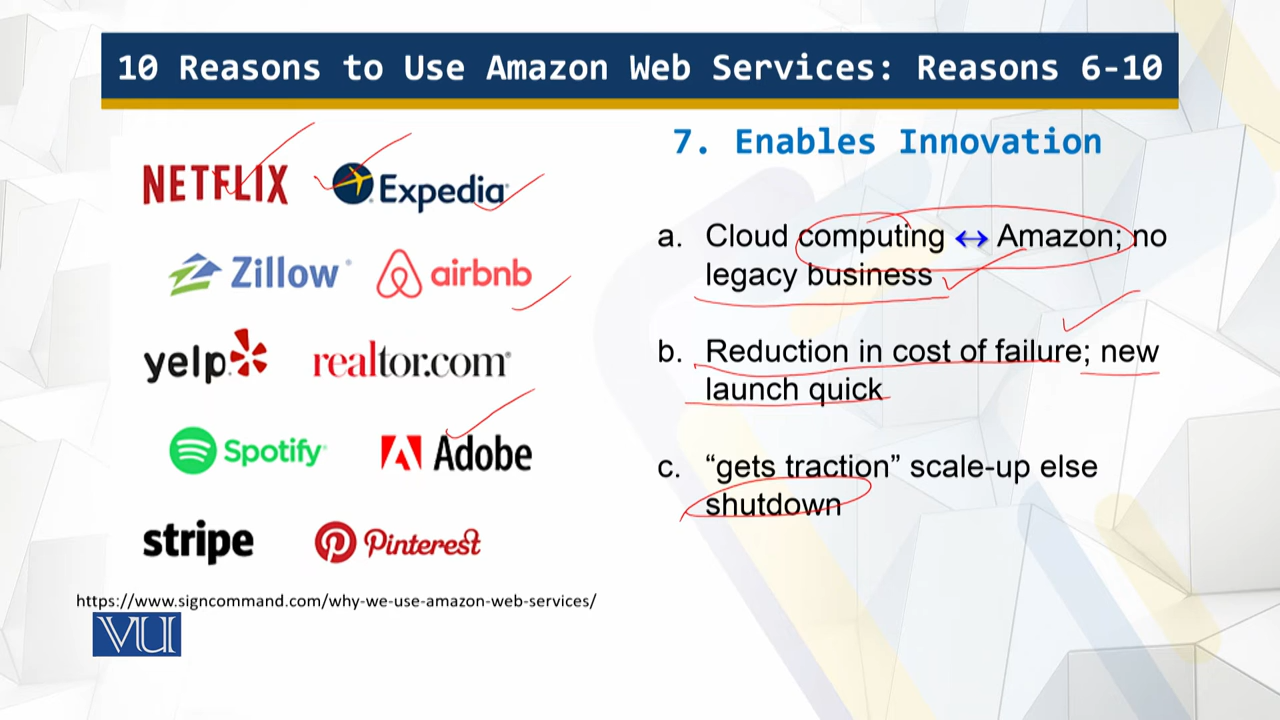 10 Reasons to Use Amazon Web Services: Reasons 6-10
NETFLIX
Expedia
Zillow
airbnb
yelp
realtor.com
Spotify
Adobe
stripe
Pinterest
https://www.signcommand.com/why-we-use-amazon-web-services/
VU
7. Enables Innovation
a. Cloud computing ↔ Amazon; no
legacy business
b. Reduction in cost of failure; new
launch quick
c. “gets traction” scale-up else
shutdown